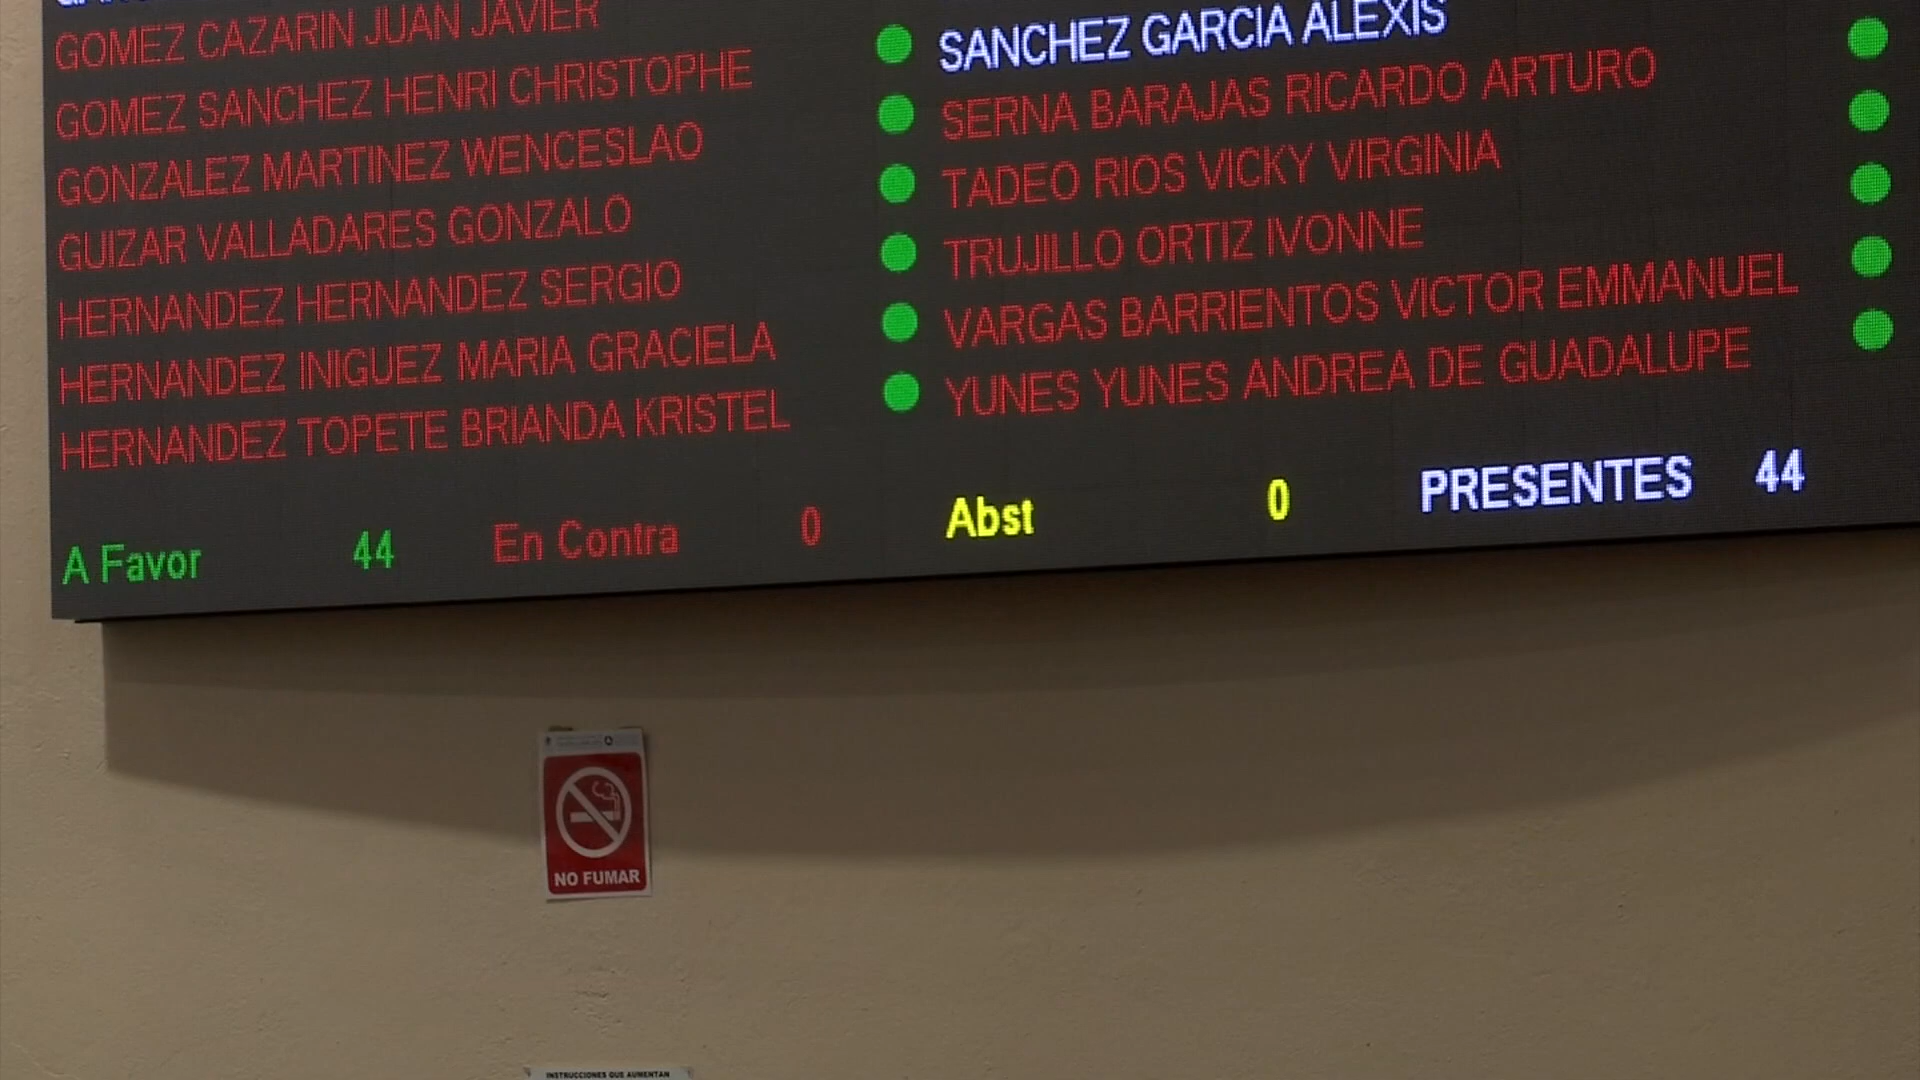 GOMEZ CAZARIN JUAN JAVIER
GOMEZ SANCHEZ HENRI CHRISTOPHE
GONZALEZ MARTINEZ WENCESLAO
GUIZAR VALLADARES GONZALO
HERNANDEZ HERNANDEZ SERGIO
HERNANDEZ INIGUEZ MARIA GRACIELA
HERNANDEZ TOPETE BRIANDA KRISTEL
SANCHEZ GARCIA ALEXIS
SERNA BARAJAS RICARDO ARTURO
TADEO RIOS VICKY VIRGINIA
TRUJILLO ORTIZ IVONNE
VARGAS BARRIENTOS VICTOR EMMANUEL
YUNES YUNES ANDREA DE GUADALUPE
A Favor 44 En Contra 0 Abst 0 PRESENTES 44
NO FUMAR
INSTRUCCIONES QUE AUMENTAN